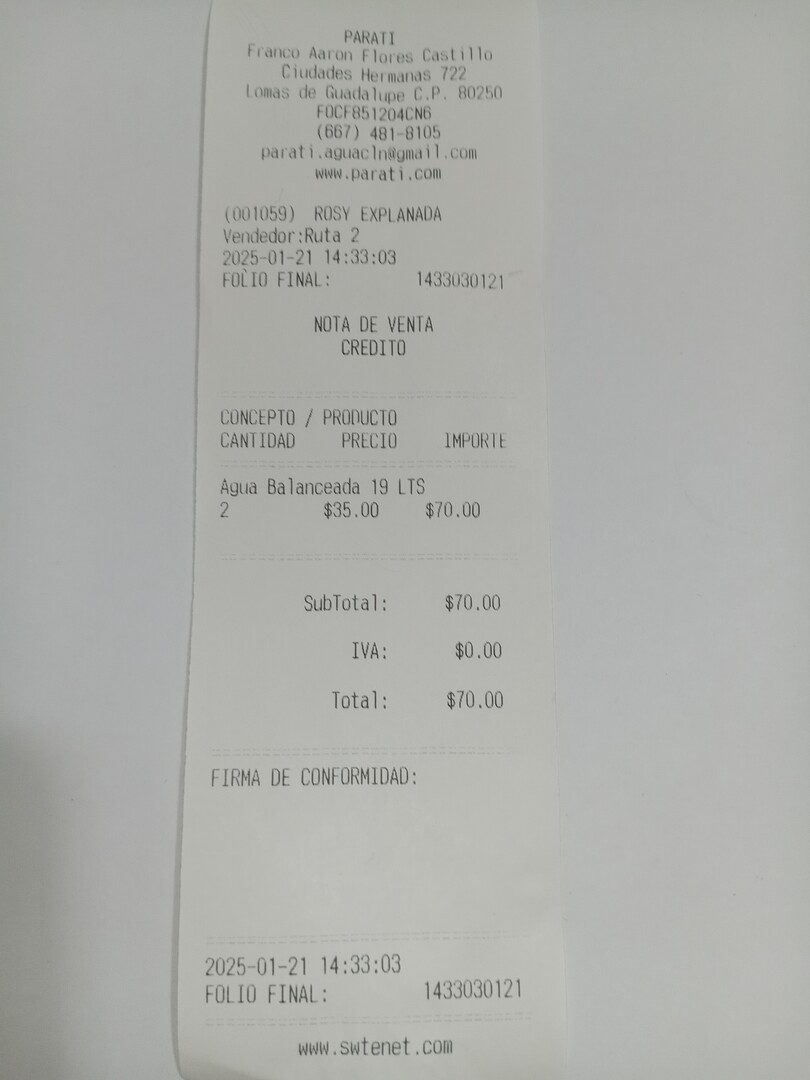 PARATI
Franco Aaron Flores Castillo
Ciudades Hermanas 722
Lomas de Guadalupe C.P. 80250
FOCF851204CN6
(667) 481-8105
parati.aguacln@gmail.com
www.parati.com
(001059) ROSY EXPLANADA
Vendedor:Ruta 2
2025-01-21 14:33:03
FOLIO FINAL: 1433030121
NOTA DE VENTA
CREDITO
CONCEPTO / PRODUCTO
CANTIDAD PRECIO IMPORTE
Agua Balanceada 19 LTS
2 $35.00 $70.00
SubTotal: $70.00
IVA: $0.00
Total: $70.00
FIRMA DE CONFORMIDAD:
2025-01-21 14:33:03
FOLIO FINAL: 1433030121
www.swtenet.com